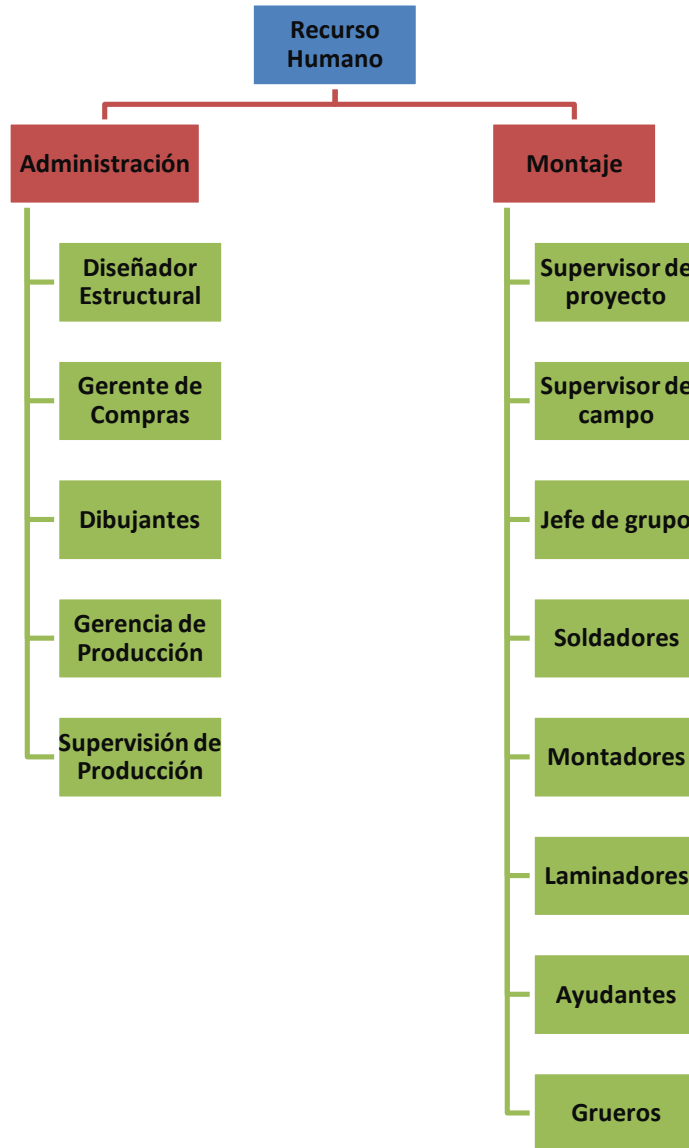 Recurso
Humano
Administración
Montaje
Diseñador
Estructural
Gerente de
Compras
Dibujantes
Gerencia de
Producción
Supervisión de
Producción
Supervisor de
proyecto
Supervisor de
campo
Jefe de grupo
Soldadores
Montadores
Laminadores
Ayudantes
Grueros